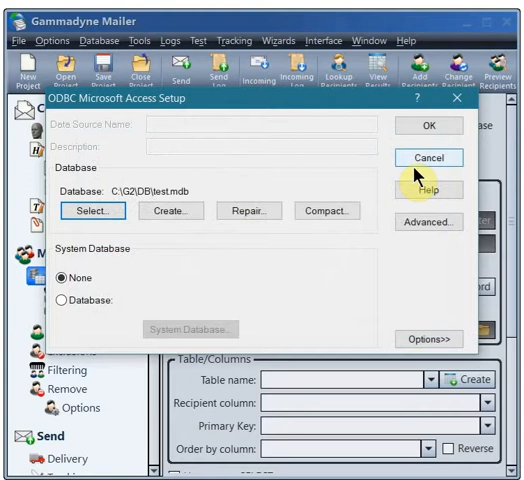 Gammadyne Mailer
File Options Database Tools Logs Test Tracking Wizards Interface Window Help
New Project
Open Project
Save Project
Close Project
Send
Send Log
Incoming
Incoming Log
Lookup Recipients
View Results
Add Recipients
Change Recipients
Preview Recipients
ODBC Microsoft Access Setup
Data Source Name:
Description:
OK
Cancel
Help
Advanced...
Database
Database: C:\G2\DB\test.mdb
Select... Create... Repair... Compact...
System Database
None
Database:
System Database...
Options>>
Filtering
Remove
Options
Send
Delivery
Table/Columns
Table name: Create
Recipient column:
Primary Key:
Order by column: Reverse